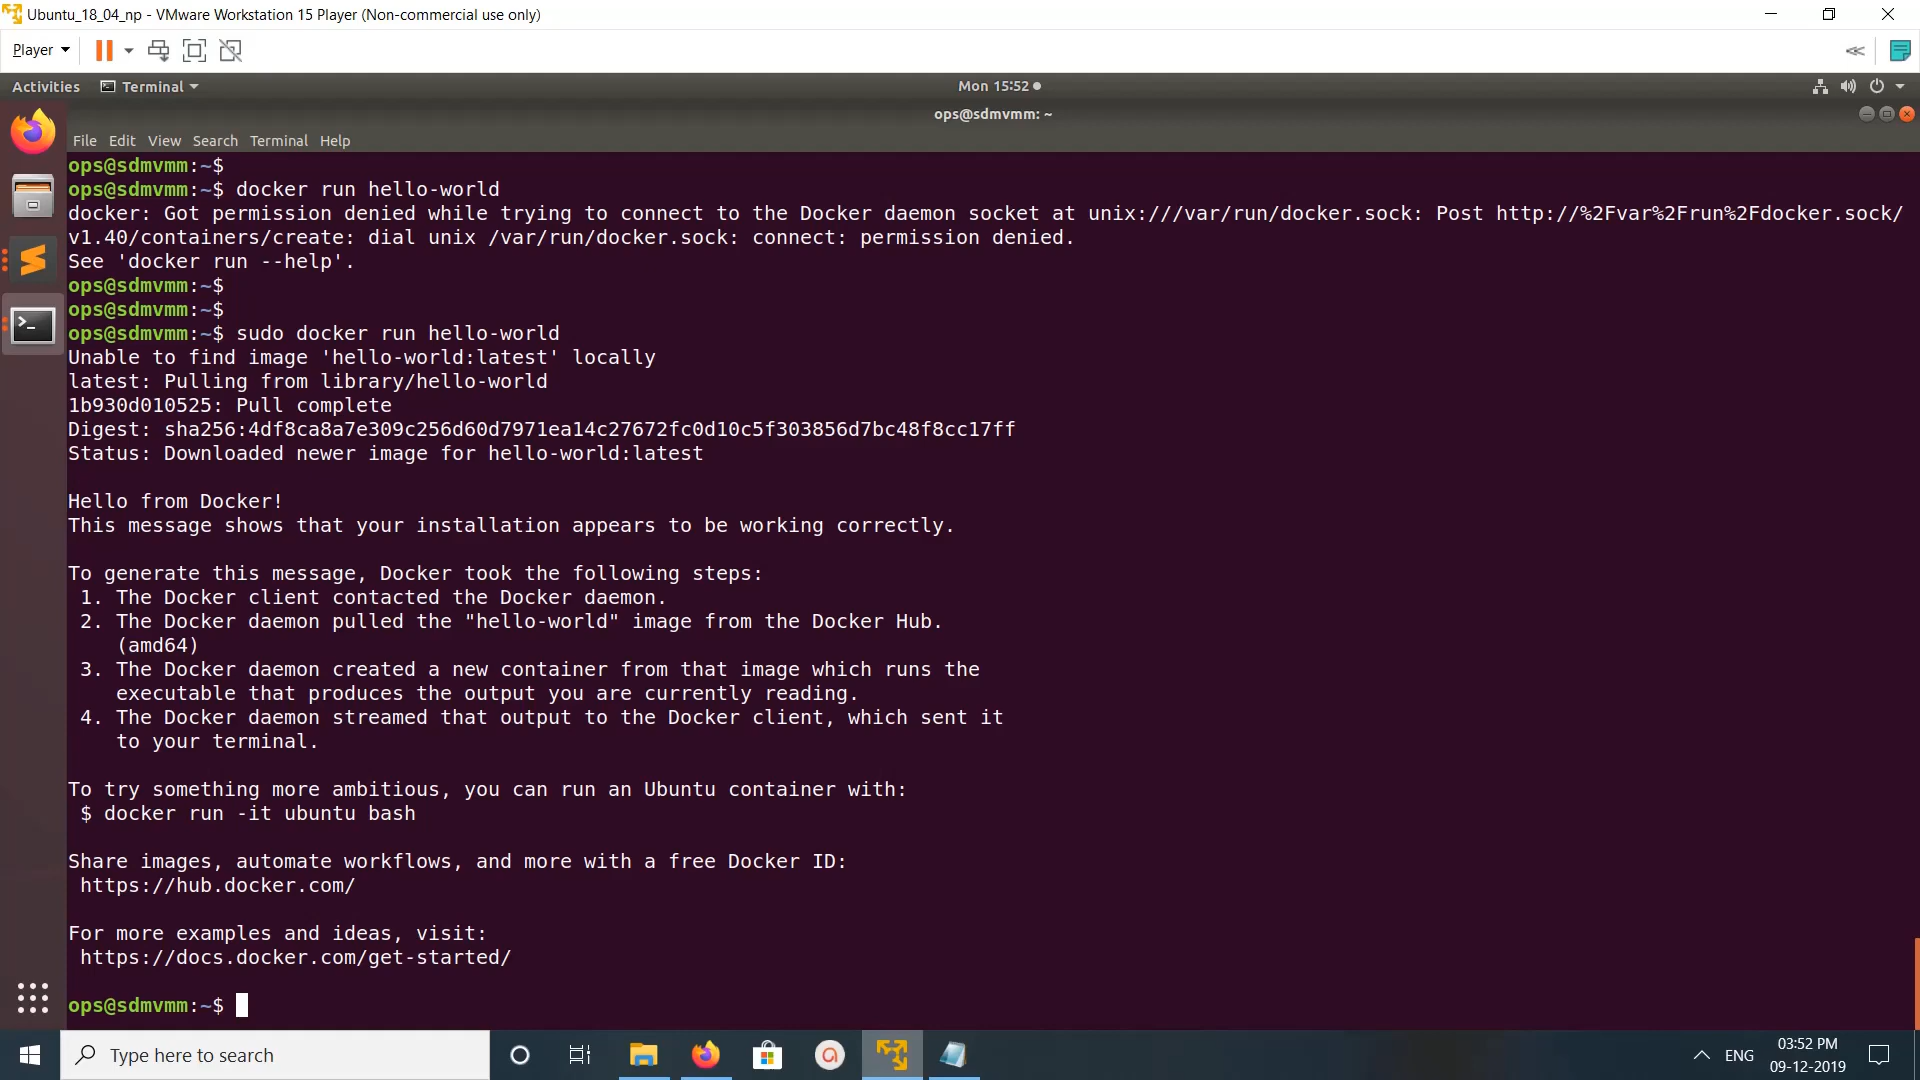 Ubuntu_18_04_np - VMware Workstation 15 Player (Non-commercial use only)
Player
Activities
Terminal
Mon 15:52
ops@sdmvmm: ~
File Edit View Search Terminal Help
ops@sdmvmm:~$
ops@sdmvmm:~$ docker run hello-world
docker: Got permission denied while trying to connect to the Docker daemon socket at unix:///var/run/docker.sock: Post http://%2Fvar%2Frun%2Fdocker.sock/
v1.40/containers/create: dial unix /var/run/docker.sock: connect: permission denied.
See 'docker run --help'.
ops@sdmvmm:~$
ops@sdmvmm:~$
ops@sdmvmm:~$ sudo docker run hello-world
Unable to find image 'hello-world:latest' locally
latest: Pulling from library/hello-world
1b930d010525: Pull complete
Digest: sha256:4df8ca8a7e309c256d60d7971ea14c27672fc0d10c5f303856d7bc48f8cc17ff
Status: Downloaded newer image for hello-world:latest
Hello from Docker!
This message shows that your installation appears to be working correctly.
To generate this message, Docker took the following steps:
1. The Docker client contacted the Docker daemon.
2. The Docker daemon pulled the "hello-world" image from the Docker Hub.
(amd64)
3. The Docker daemon created a new container from that image which runs the
executable that produces the output you are currently reading.
4. The Docker daemon streamed that output to the Docker client, which sent it
to your terminal.
To try something more ambitious, you can run an Ubuntu container with:
$ docker run -it ubuntu bash
Share images, automate workflows, and more with a free Docker ID:
https://hub.docker.com/
For more examples and ideas, visit:
https://docs.docker.com/get-started/
ops@sdmvmm:~$
Type here to search
ENG
03:52 PM
09-12-2019